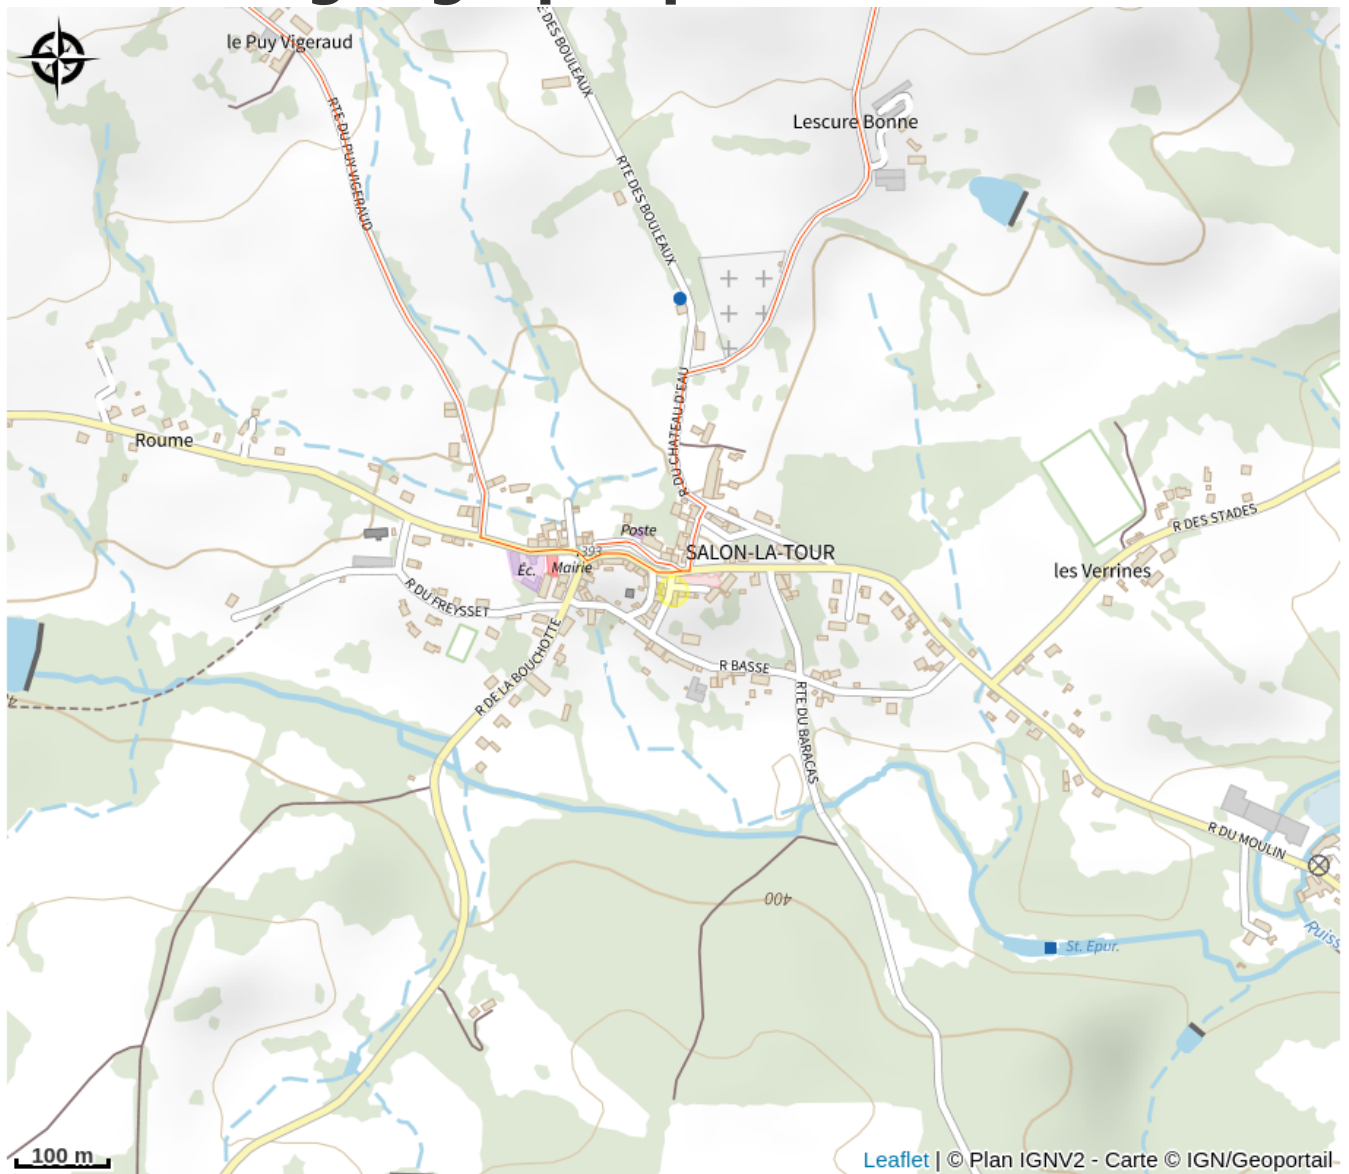 le Puy Vigeraud
RTE DES BOULEAUX
Lescure Bonne
RTE DU PUY VIGERAUD
RTE DES BOULEAUX
R DU CHATEAU D'EAU
Roume
Poste
R DES STADES
393
SALON-LA-TOUR
Éc.
Mairie
les Verrines
R DU FREYSSET
R DE LA BOUCHOTTE
R BASSE
RTE DU BARACAS
R DU MOULIN
400
St. Epur.
Ruiss
100 m
Leaflet | © Plan IGNV2 - Carte © IGN/Geoportail